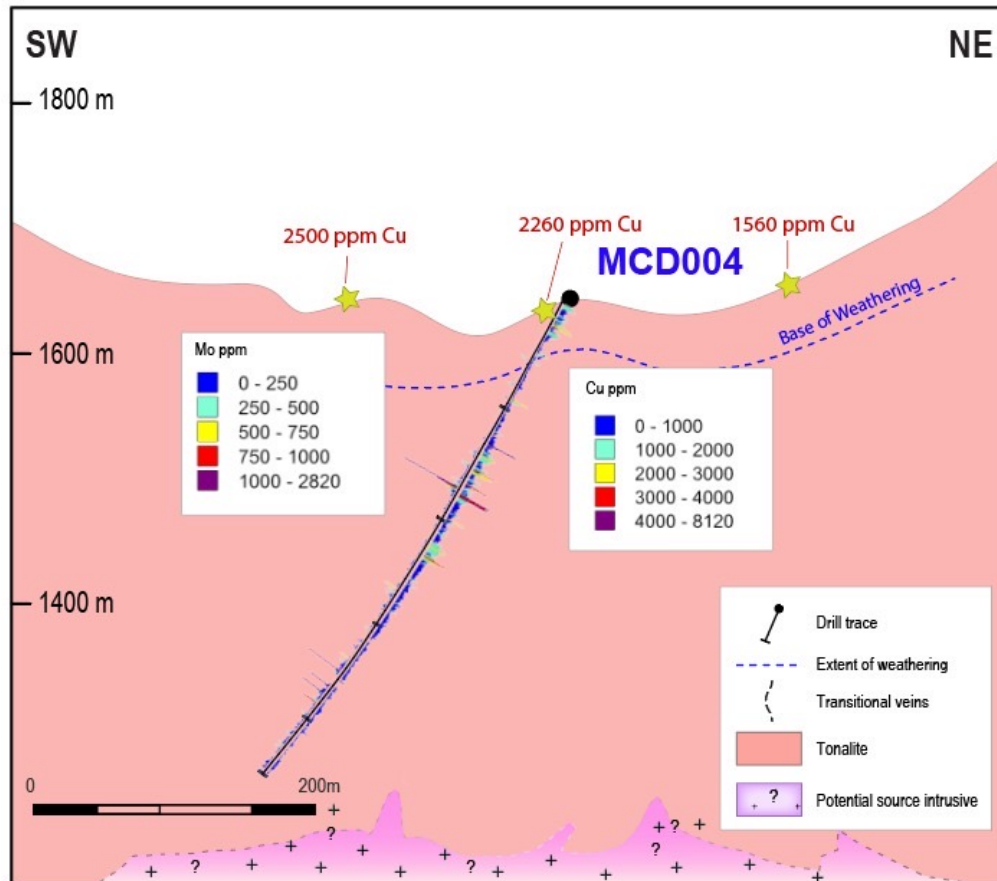 SW
NE
1800 m
2500 ppm Cu
2260 ppm Cu
1560 ppm Cu
MCD004
Base of Weathering
1600 m
Mo ppm
0 - 250
250 - 500
500 - 750
750 - 1000
1000 - 2820
Cu ppm
0 - 1000
1000 - 2000
2000 - 3000
3000 - 4000
4000 - 8120
1400 m
Drill trace
Extent of weathering
Transitional veins
Tonalite
? Potential source intrusive
0 200m
? ? ? ? ? ?